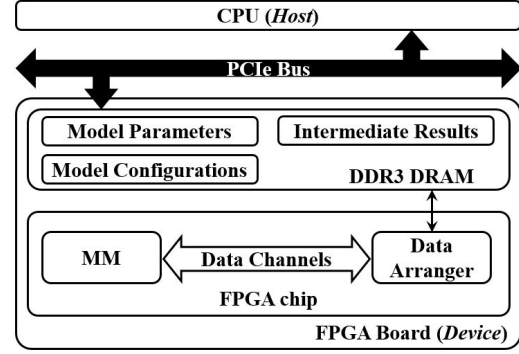 CPU (Host)
PCIe Bus
Model Parameters
Intermediate Results
Model Configurations
DDR3 DRAM
MM
Data Channels
Data
Arranger
FPGA chip
FPGA Board (Device)